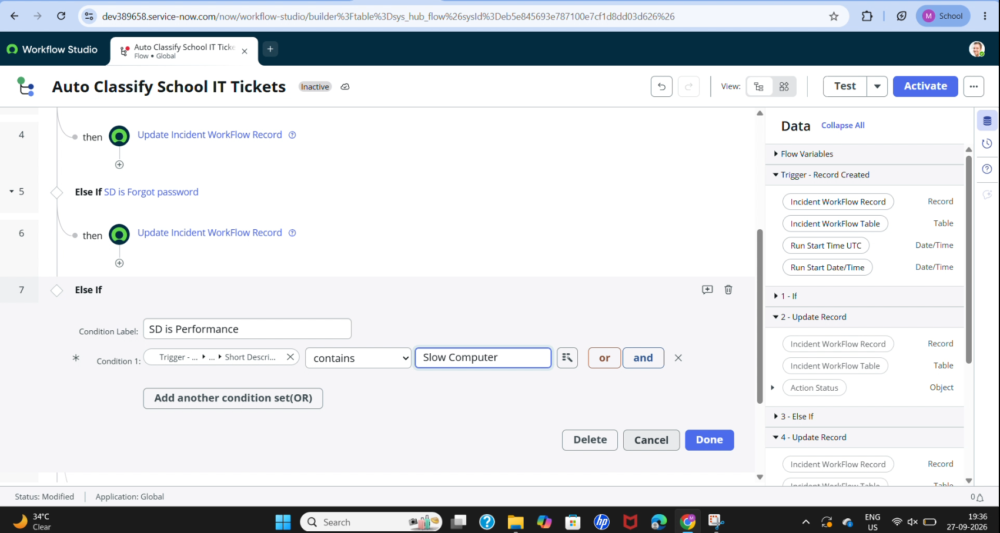 dev389658.service-now.com/now/workflow-studio/builder%3Ftable%3Dsys_hub_flow%26sysId%3Deb5e845693e787100e7cf1d8dd03d626%26
M School
Workflow Studio
Auto Classify School IT Ticke
Flow • Global
Auto Classify School IT Tickets
Inactive
View:
Test
Activate
4
then
Update Incident WorkFlow Record
5
Else If SD is Forgot password
6
then
Update Incident WorkFlow Record
7
Else If
Condition Label:
SD is Performance
* Condition 1:
Trigger - ... ▸ ... ▸ Short Descri...
contains
Slow Computer
or
and
Add another condition set(OR)
Delete
Cancel
Done
Data
Collapse All
Flow Variables
Trigger - Record Created
Incident WorkFlow Record Record
Incident WorkFlow Table Table
Run Start Time UTC Date/Time
Run Start Date/Time Date/Time
1 - If
2 - Update Record
Incident WorkFlow Record Record
Incident WorkFlow Table Table
Action Status Object
3 - Else If
4 - Update Record
Incident WorkFlow Record Record
Incident WorkFlow Table Table
Status: Modified
Application: Global
0
34°C
Clear
Search
hp
ENG
US
19:36
27-09-2026